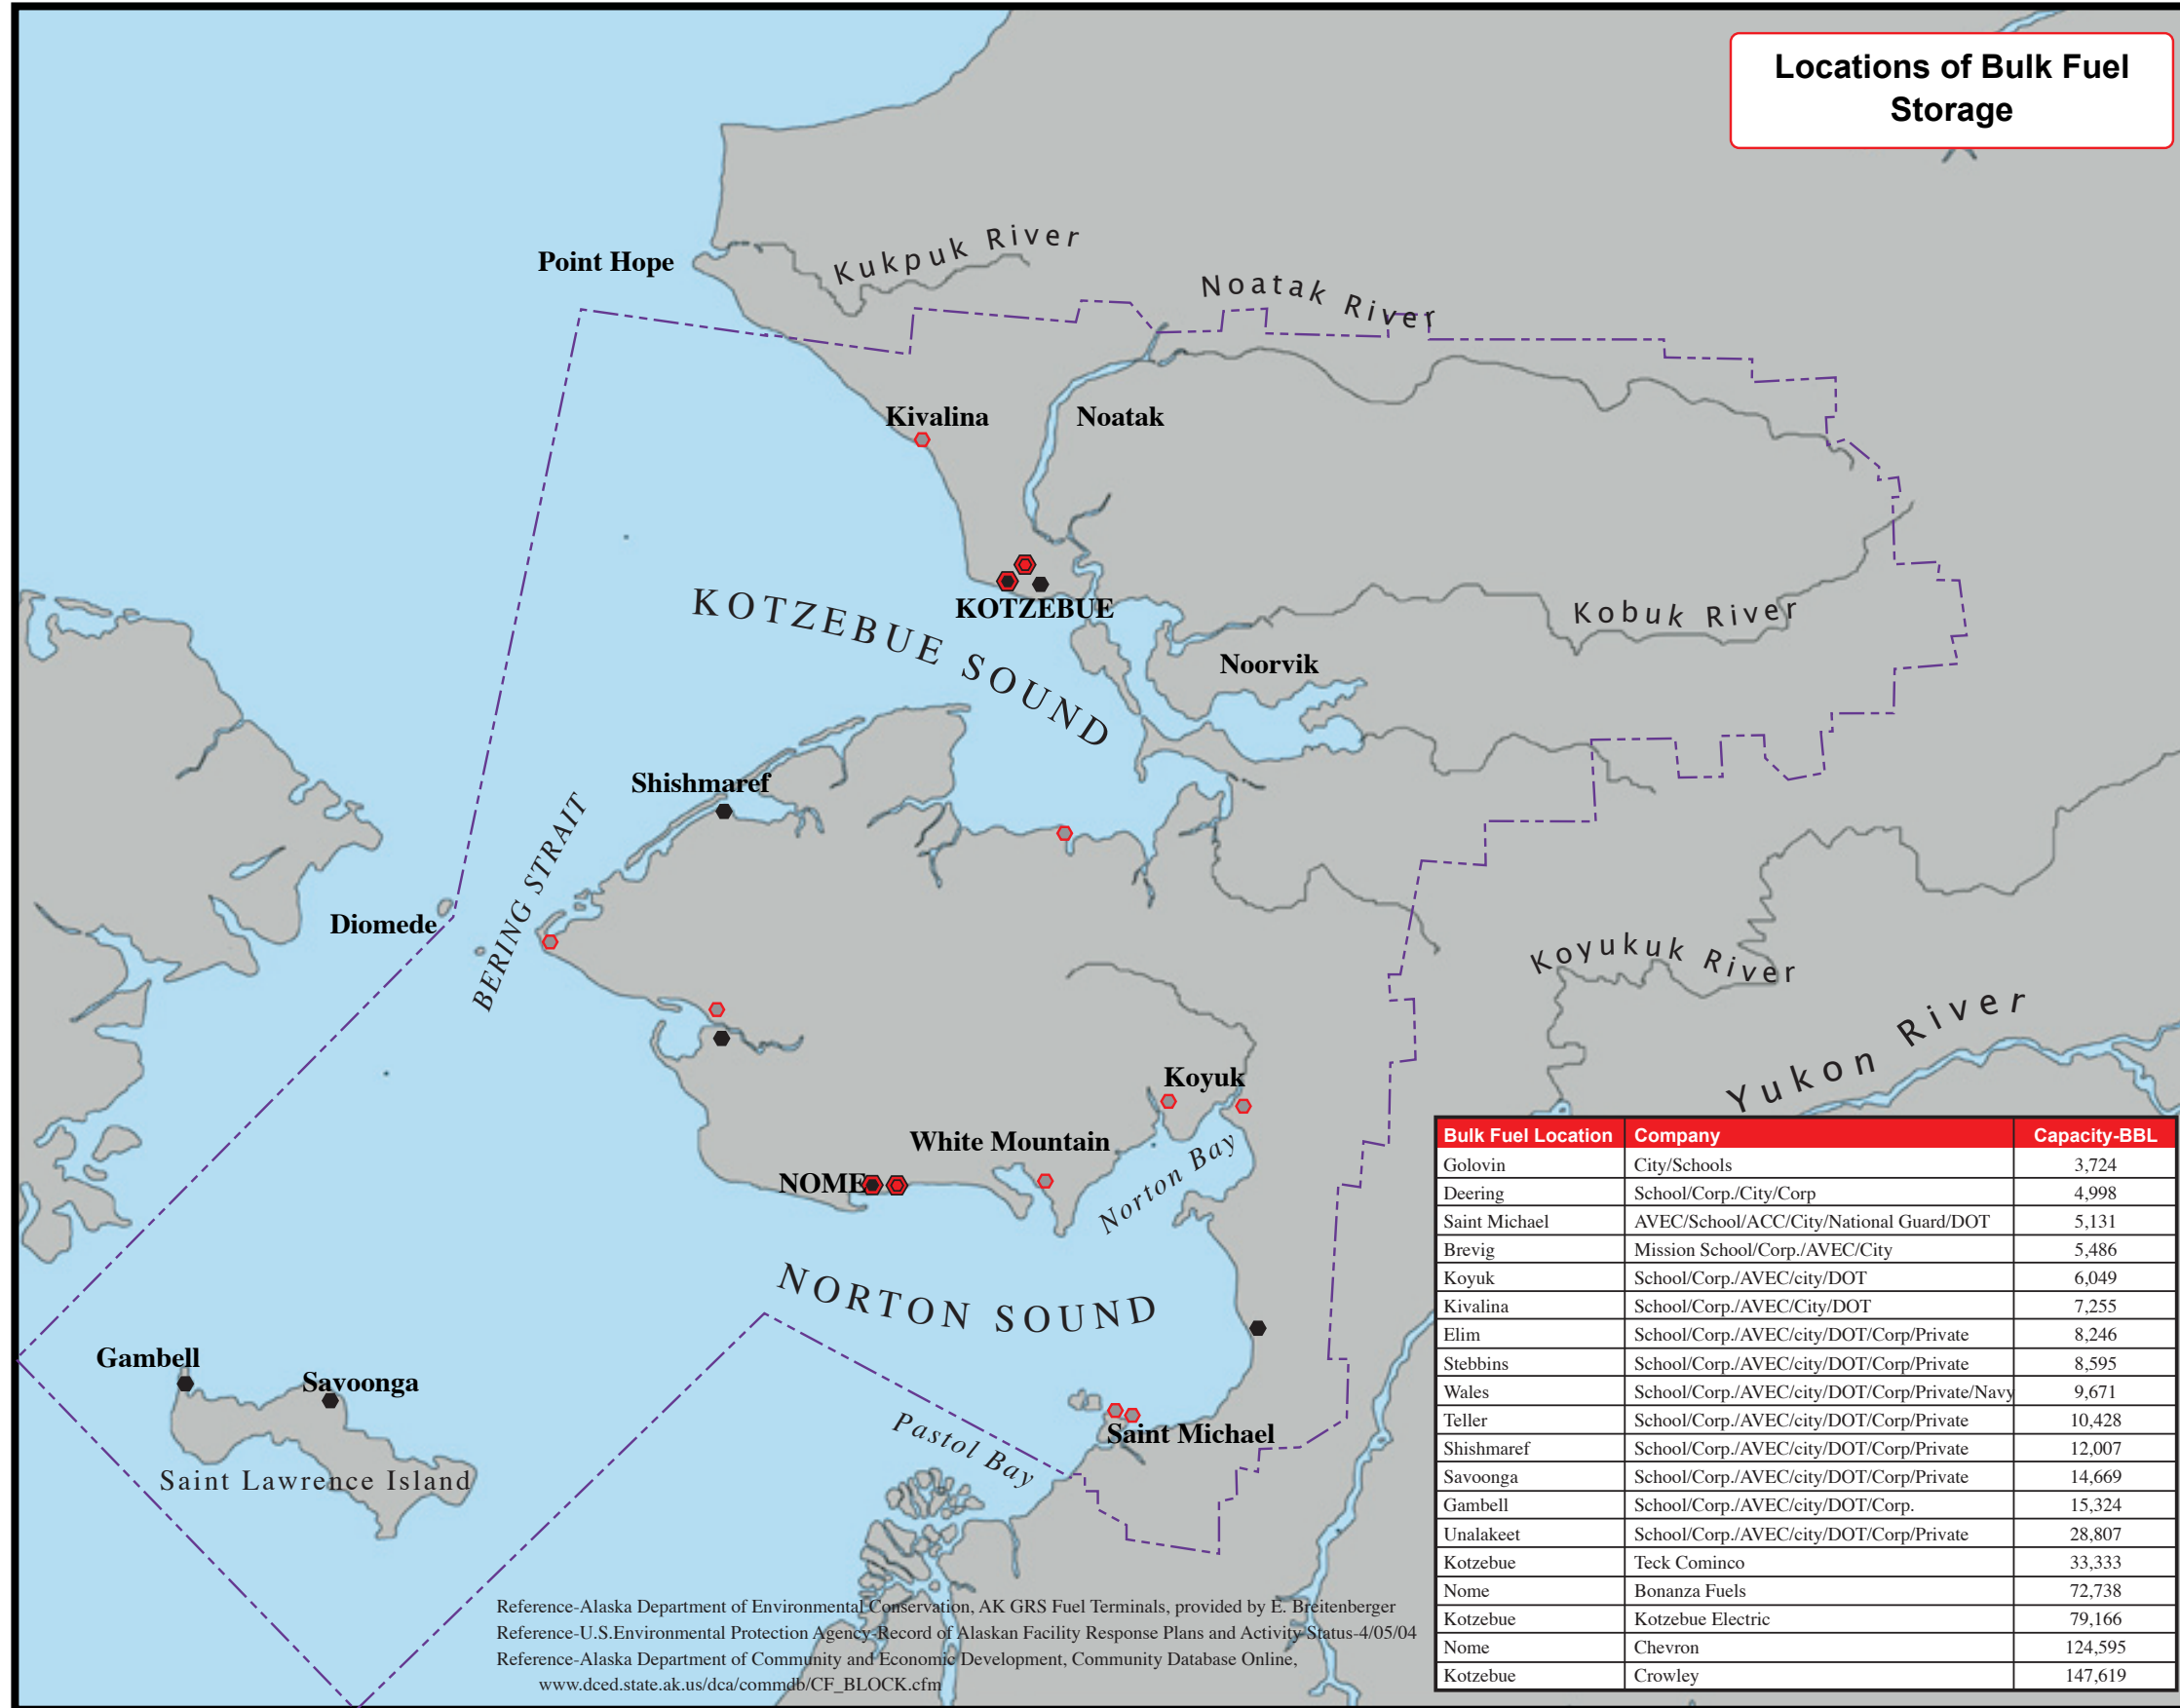 Locations of Bulk Fuel
Storage
Point Hope
Kukpuk River
Noatak River
Kivalina
Noatak
KOTZEBUE
KOTZEBUE SOUND
Kobuk River
Noorvik
Shishmaref
BERING STRAIT
Diomede
Koyukuk River
Yukon River
Koyuk
White Mountain
NOME
Norton Bay
NORTON SOUND
Gambell
Savoonga
Saint Lawrence Island
Pastol Bay
Saint Michael
Bulk Fuel Location Company Capacity-BBL
Golovin City/Schools 3,724
Deering School/Corp./City/Corp 4,998
Saint Michael AVEC/School/ACC/City/National Guard/DOT 5,131
Brevig Mission School/Corp./AVEC/City 5,486
Koyuk School/Corp./AVEC/city/DOT 6,049
Kivalina School/Corp./AVEC/City/DOT 7,255
Elim School/Corp./AVEC/city/DOT/Corp/Private 8,246
Stebbins School/Corp./AVEC/city/DOT/Corp/Private 8,595
Wales School/Corp./AVEC/city/DOT/Corp/Private/Navy 9,671
Teller School/Corp./AVEC/city/DOT/Corp/Private 10,428
Shishmaref School/Corp./AVEC/city/DOT/Corp/Private 12,007
Savoonga School/Corp./AVEC/city/DOT/Corp/Private 14,669
Gambell School/Corp./AVEC/city/DOT/Corp. 15,324
Unalakeet School/Corp./AVEC/city/DOT/Corp/Private 28,807
Kotzebue Teck Cominco 33,333
Nome Bonanza Fuels 72,738
Kotzebue Kotzebue Electric 79,166
Nome Chevron 124,595
Kotzebue Crowley 147,619
Reference-Alaska Department of Environmental Conservation, AK GRS Fuel Terminals, provided by E. Breitenberger
Reference-U.S.Environmental Protection Agency-Record of Alaskan Facility Response Plans and Activity Status-4/05/04
Reference-Alaska Department of Community and Economic Development, Community Database Online,
www.dced.state.ak.us/dca/commdb/CF_BLOCK.cfm